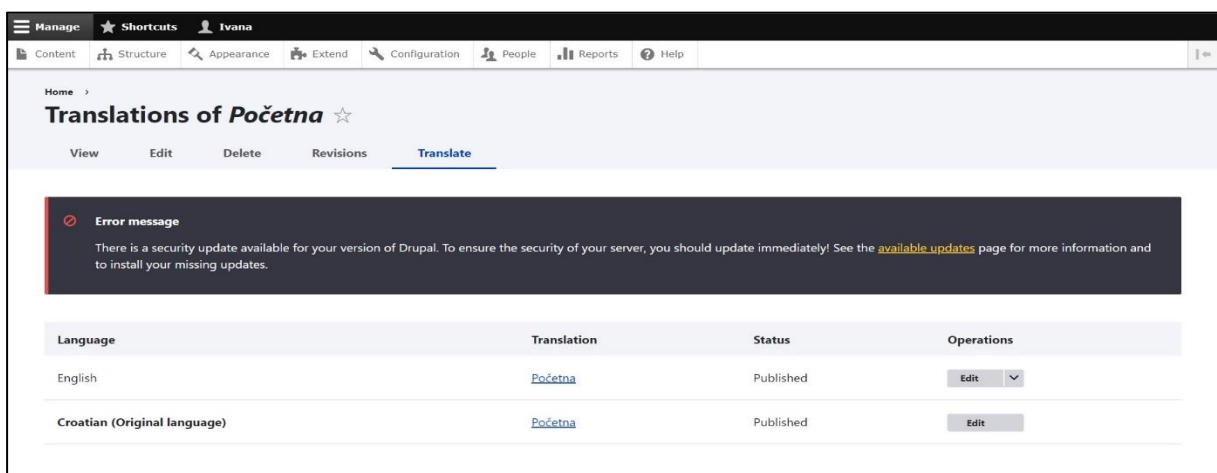 Manage Shortcuts Ivana
Content Structure Appearance Extend Configuration People Reports Help
Home ›
Translations of Početna
View Edit Delete Revisions Translate
Error message
There is a security update available for your version of Drupal. To ensure the security of your server, you should update immediately! See the available updates page for more information and
to install your missing updates.
Language Translation Status Operations
English Početna Published Edit
Croatian (Original language) Početna Published Edit